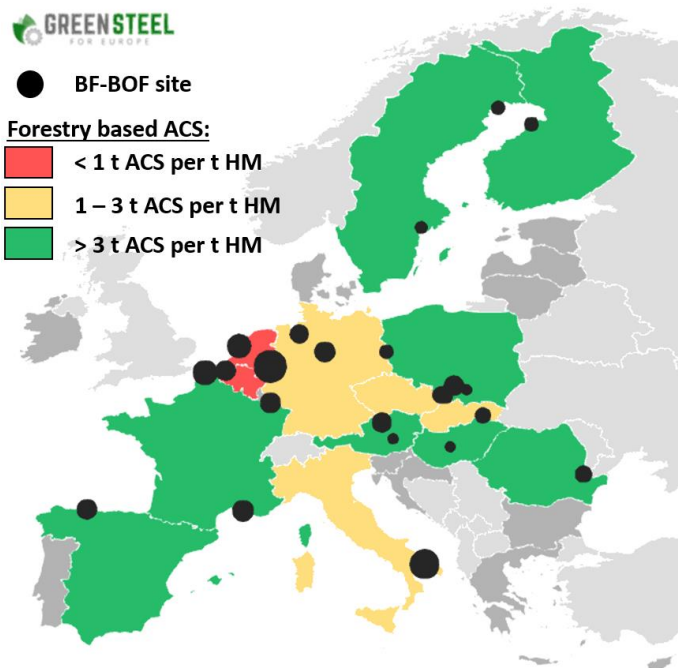 GREENSTEEL
FOR EUROPE
BF-BOF site
Forestry based ACS:
< 1 t ACS per t HM
1 – 3 t ACS per t HM
> 3 t ACS per t HM